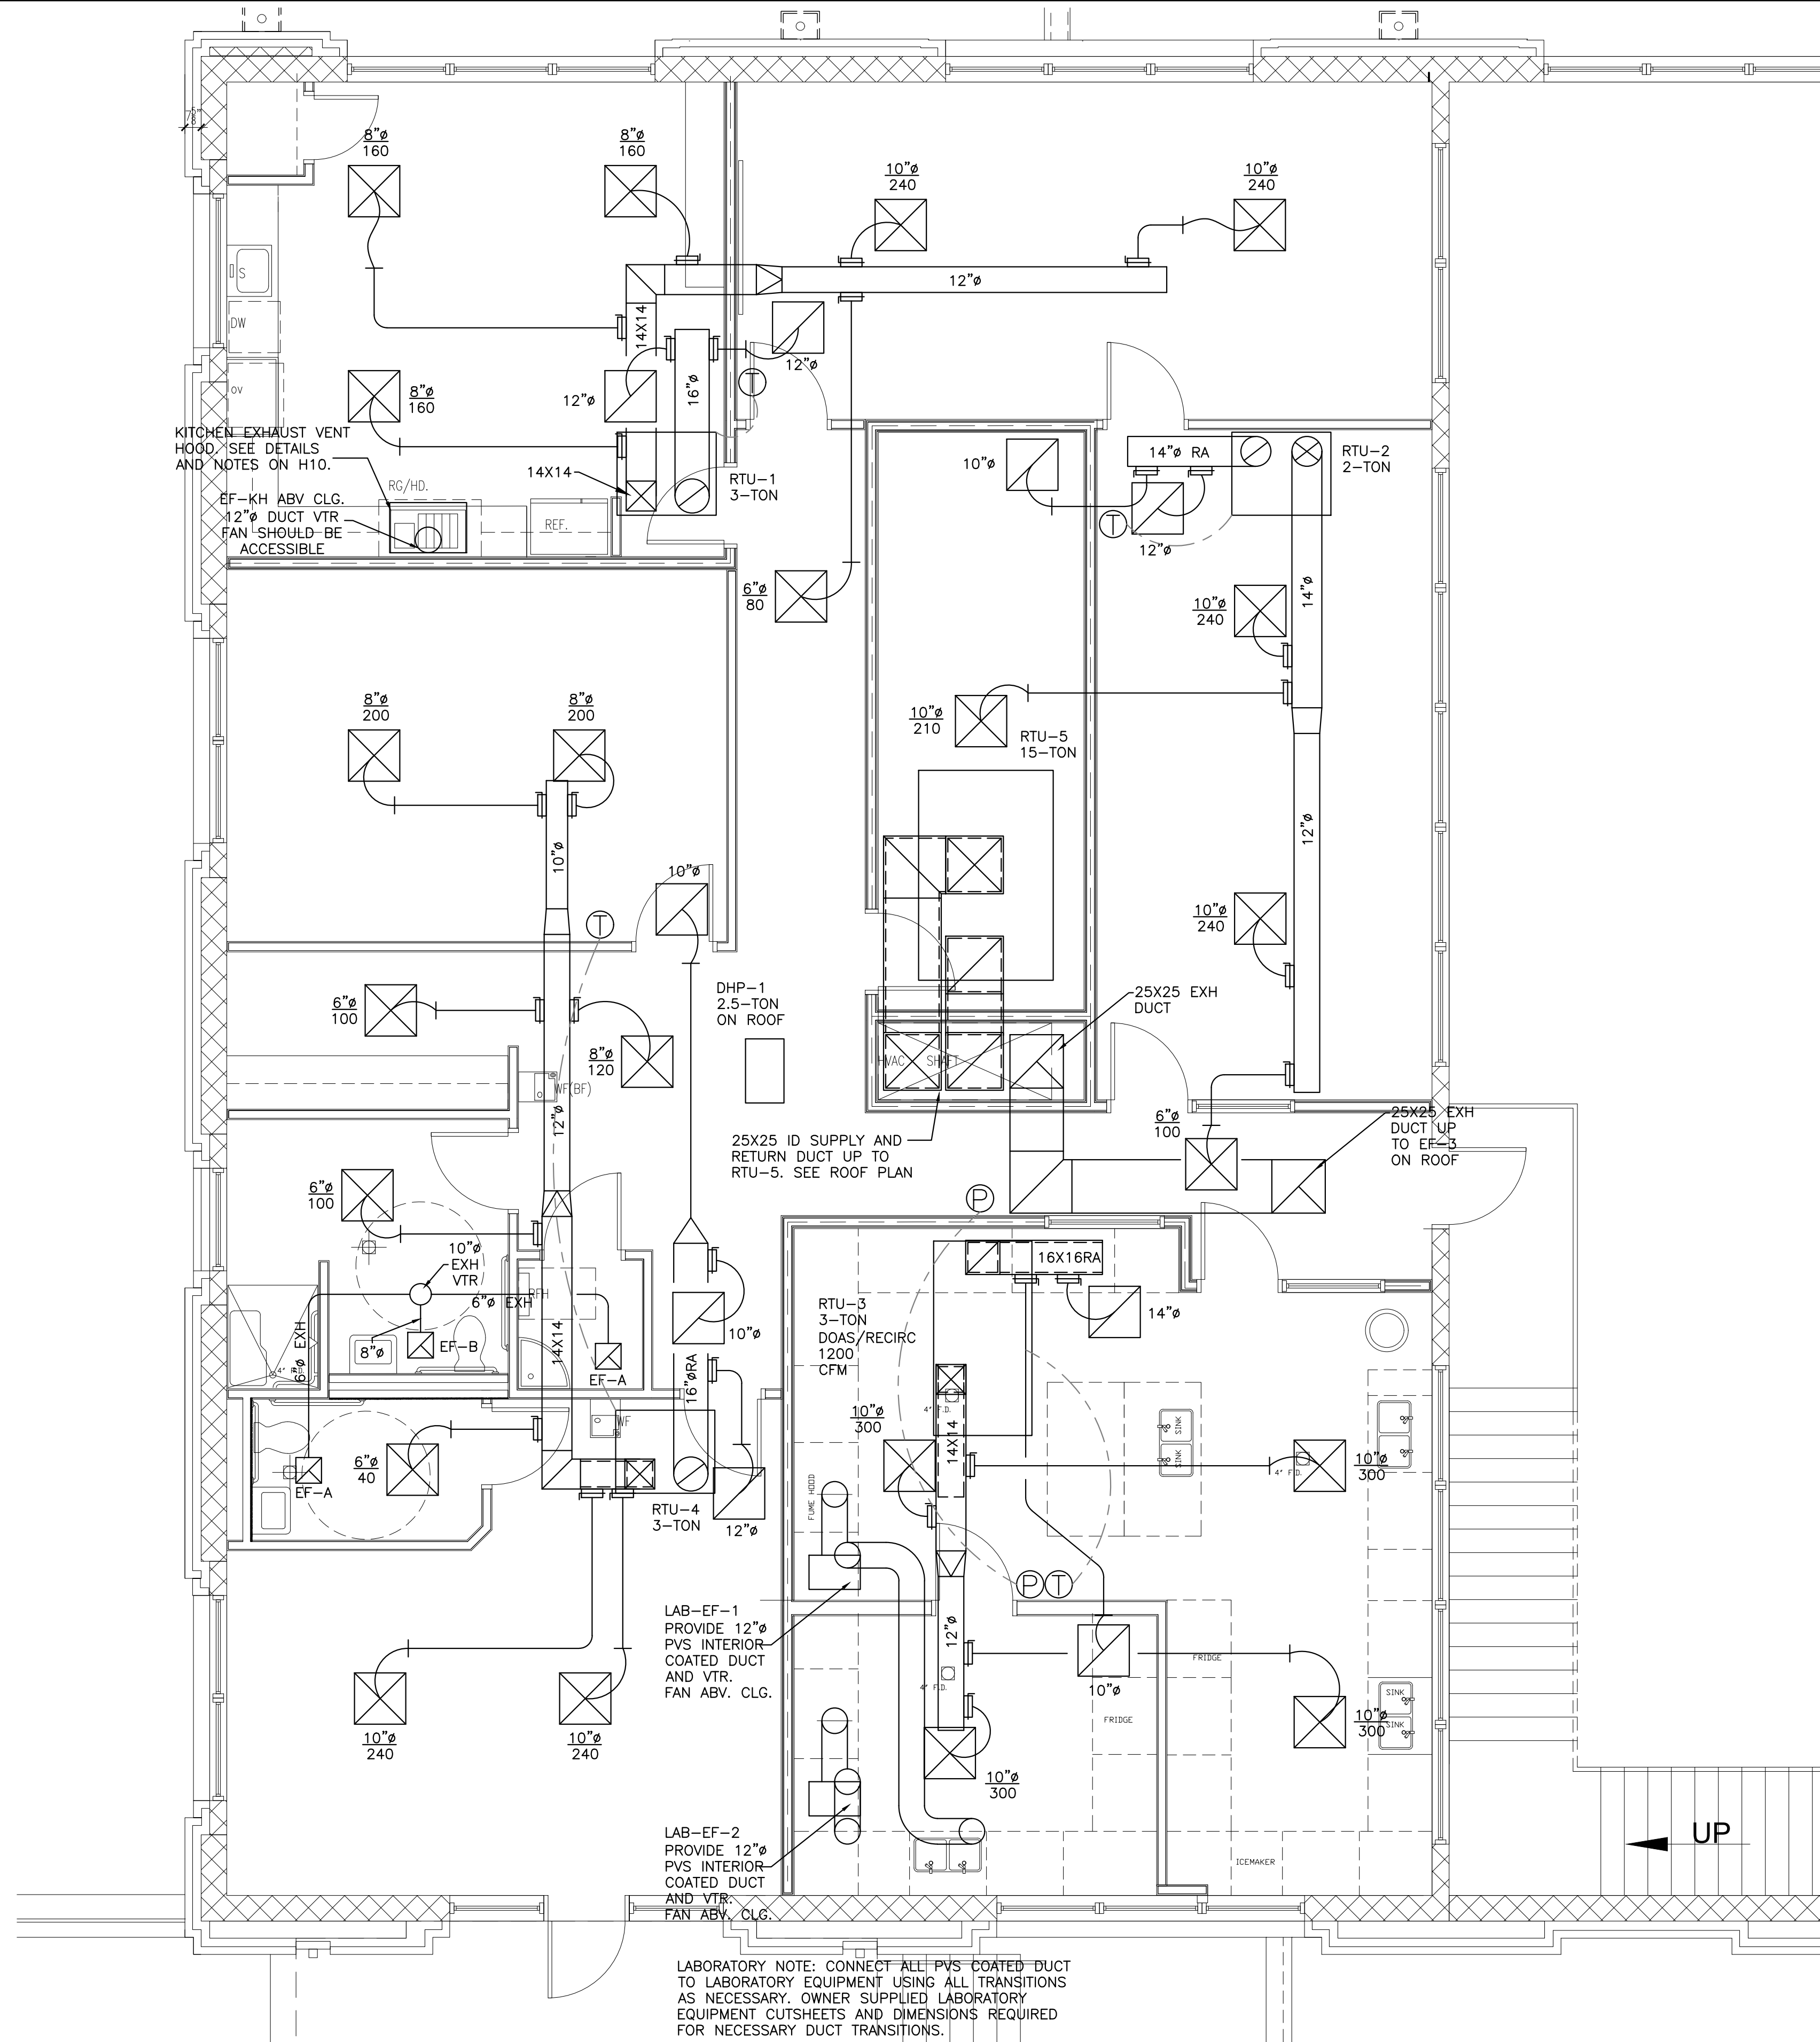 7⅝"
8"ø
160
8"ø
160
10"ø
240
10"ø
240
S
DW
OV
14X14
12"ø
12"ø
12"ø
16"ø
T
8"ø
160
KITCHEN EXHAUST VENT
HOOD. SEE DETAILS
AND NOTES ON H10.
RG/HD.
EF-KH ABV CLG.
12"ø DUCT VTR
FAN SHOULD BE
ACCESSIBLE
REF.
14X14
RTU-1
3-TON
10"ø
14"ø RA
RTU-2
2-TON
T
12"ø
6"ø
80
10"ø
240
14"ø
8"ø
200
8"ø
200
10"ø
210
RTU-5
15-TON
10"ø
12"ø
10"ø
T
10"ø
240
6"ø
100
DHP-1
2.5-TON
ON ROOF
25X25 EXH
DUCT
8"ø
120
HVAC SHAFT
WF(BF)
12"ø
25X25 ID SUPPLY AND
RETURN DUCT UP TO
RTU-5. SEE ROOF PLAN
6"ø
100
25X25 EXH
DUCT UP
TO EF-3
ON ROOF
6"ø
100
P
10"ø
EXH
VTR
6"ø EXH
RFH
16X16RA
6"ø EXH
8"ø
EF-B
14X14
EF-A
10"ø
RTU-3
3-TON
DOAS/RECIRC
1200
CFM
14"ø
16"øRA
4" F.D.
10"ø
300
14X14
WF
SINK
SINK
6"ø
40
EF-A
FUME HOOD
4" F.D.
10"ø
300
RTU-4
3-TON
12"ø
P
T
LAB-EF-1
PROVIDE 12"ø
PVS INTERIOR
COATED DUCT
AND VTR.
FAN ABV. CLG.
12"ø
4" F.D.
FRIDGE
10"ø
FRIDGE
SINK
SINK
10"ø
300
10"ø
240
10"ø
240
10"ø
300
LAB-EF-2
PROVIDE 12"ø
PVS INTERIOR
COATED DUCT
AND VTR.
FAN ABV. CLG.
ICEMAKER
UP
LABORATORY NOTE: CONNECT ALL PVS COATED DUCT
TO LABORATORY EQUIPMENT USING ALL TRANSITIONS
AS NECESSARY. OWNER SUPPLIED LABORATORY
EQUIPMENT CUTSHEETS AND DIMENSIONS REQUIRED
FOR NECESSARY DUCT TRANSITIONS.